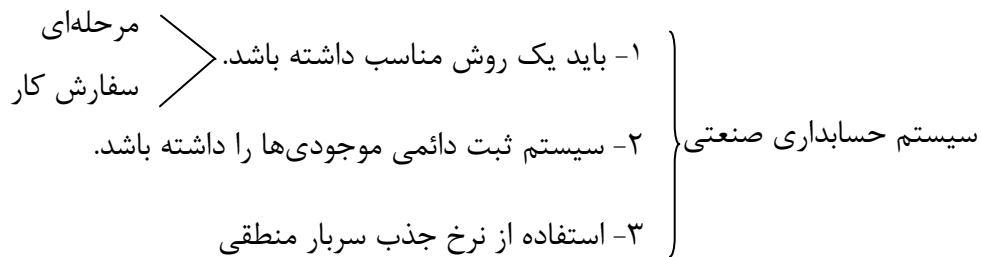 سیستم حسابداری صنعتی
۱- باید یک روش مناسب داشته باشد.
مرحله‌ای
سفارش کار
۲- سیستم ثبت دائمی موجودی‌ها را داشته باشد.
۳- استفاده از نرخ جذب سربار منطقی